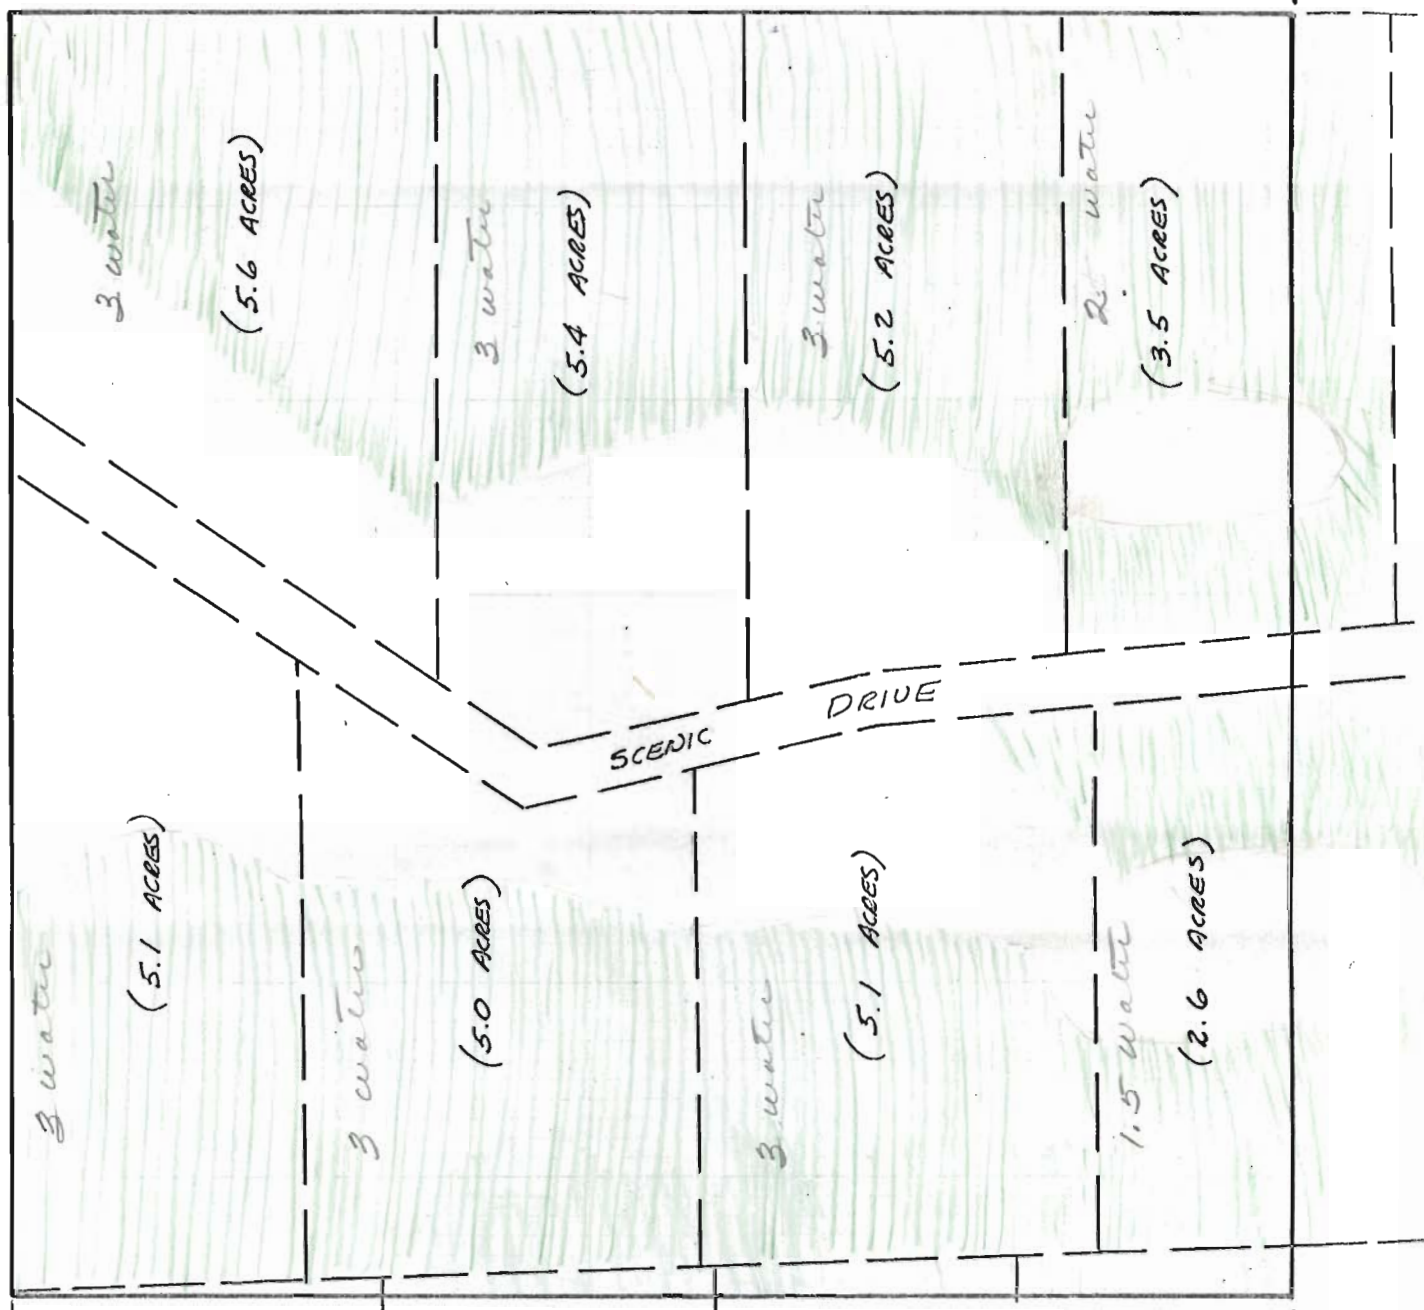 3 water
(5.6 ACRES)
3 water
(5.4 ACRES)
3 water
(5.2 ACRES)
2 water
(3.5 ACRES)
SCENIC DRIVE
3 water
(5.1 ACRES)
3 water
(5.0 ACRES)
3 water
(5.1 ACRES)
1.5 water
(2.6 ACRES)